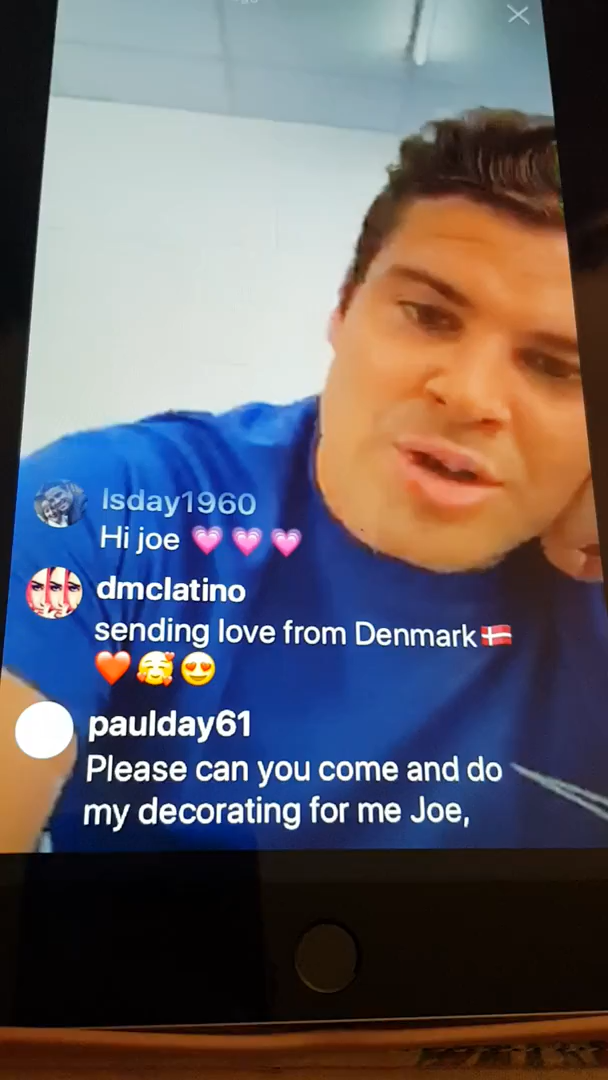 lsday1960
Hi joe 💗 💗 💗
dmclatino
sending love from Denmark🇩🇰
❤️ 🥰 😍
paulday61
Please can you come and do
my decorating for me Joe,